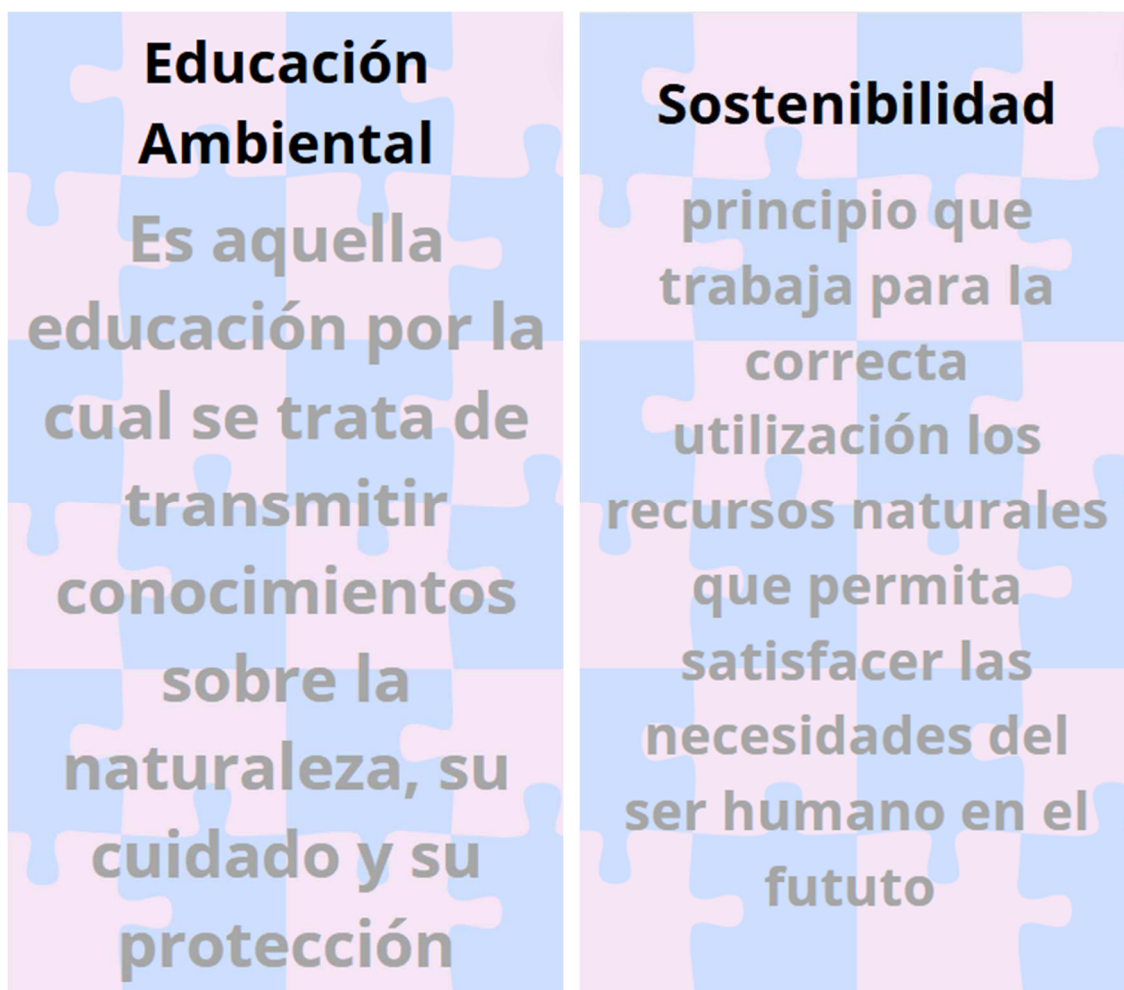 Educación
Ambiental
Es aquella
educación por la
cual se trata de
transmitir
conocimientos
sobre la
naturaleza, su
cuidado y su
protección
Sostenibilidad
principio que
trabaja para la
correcta
utilización los
recursos naturales
que permita
satisfacer las
necesidades del
ser humano en el
fututo